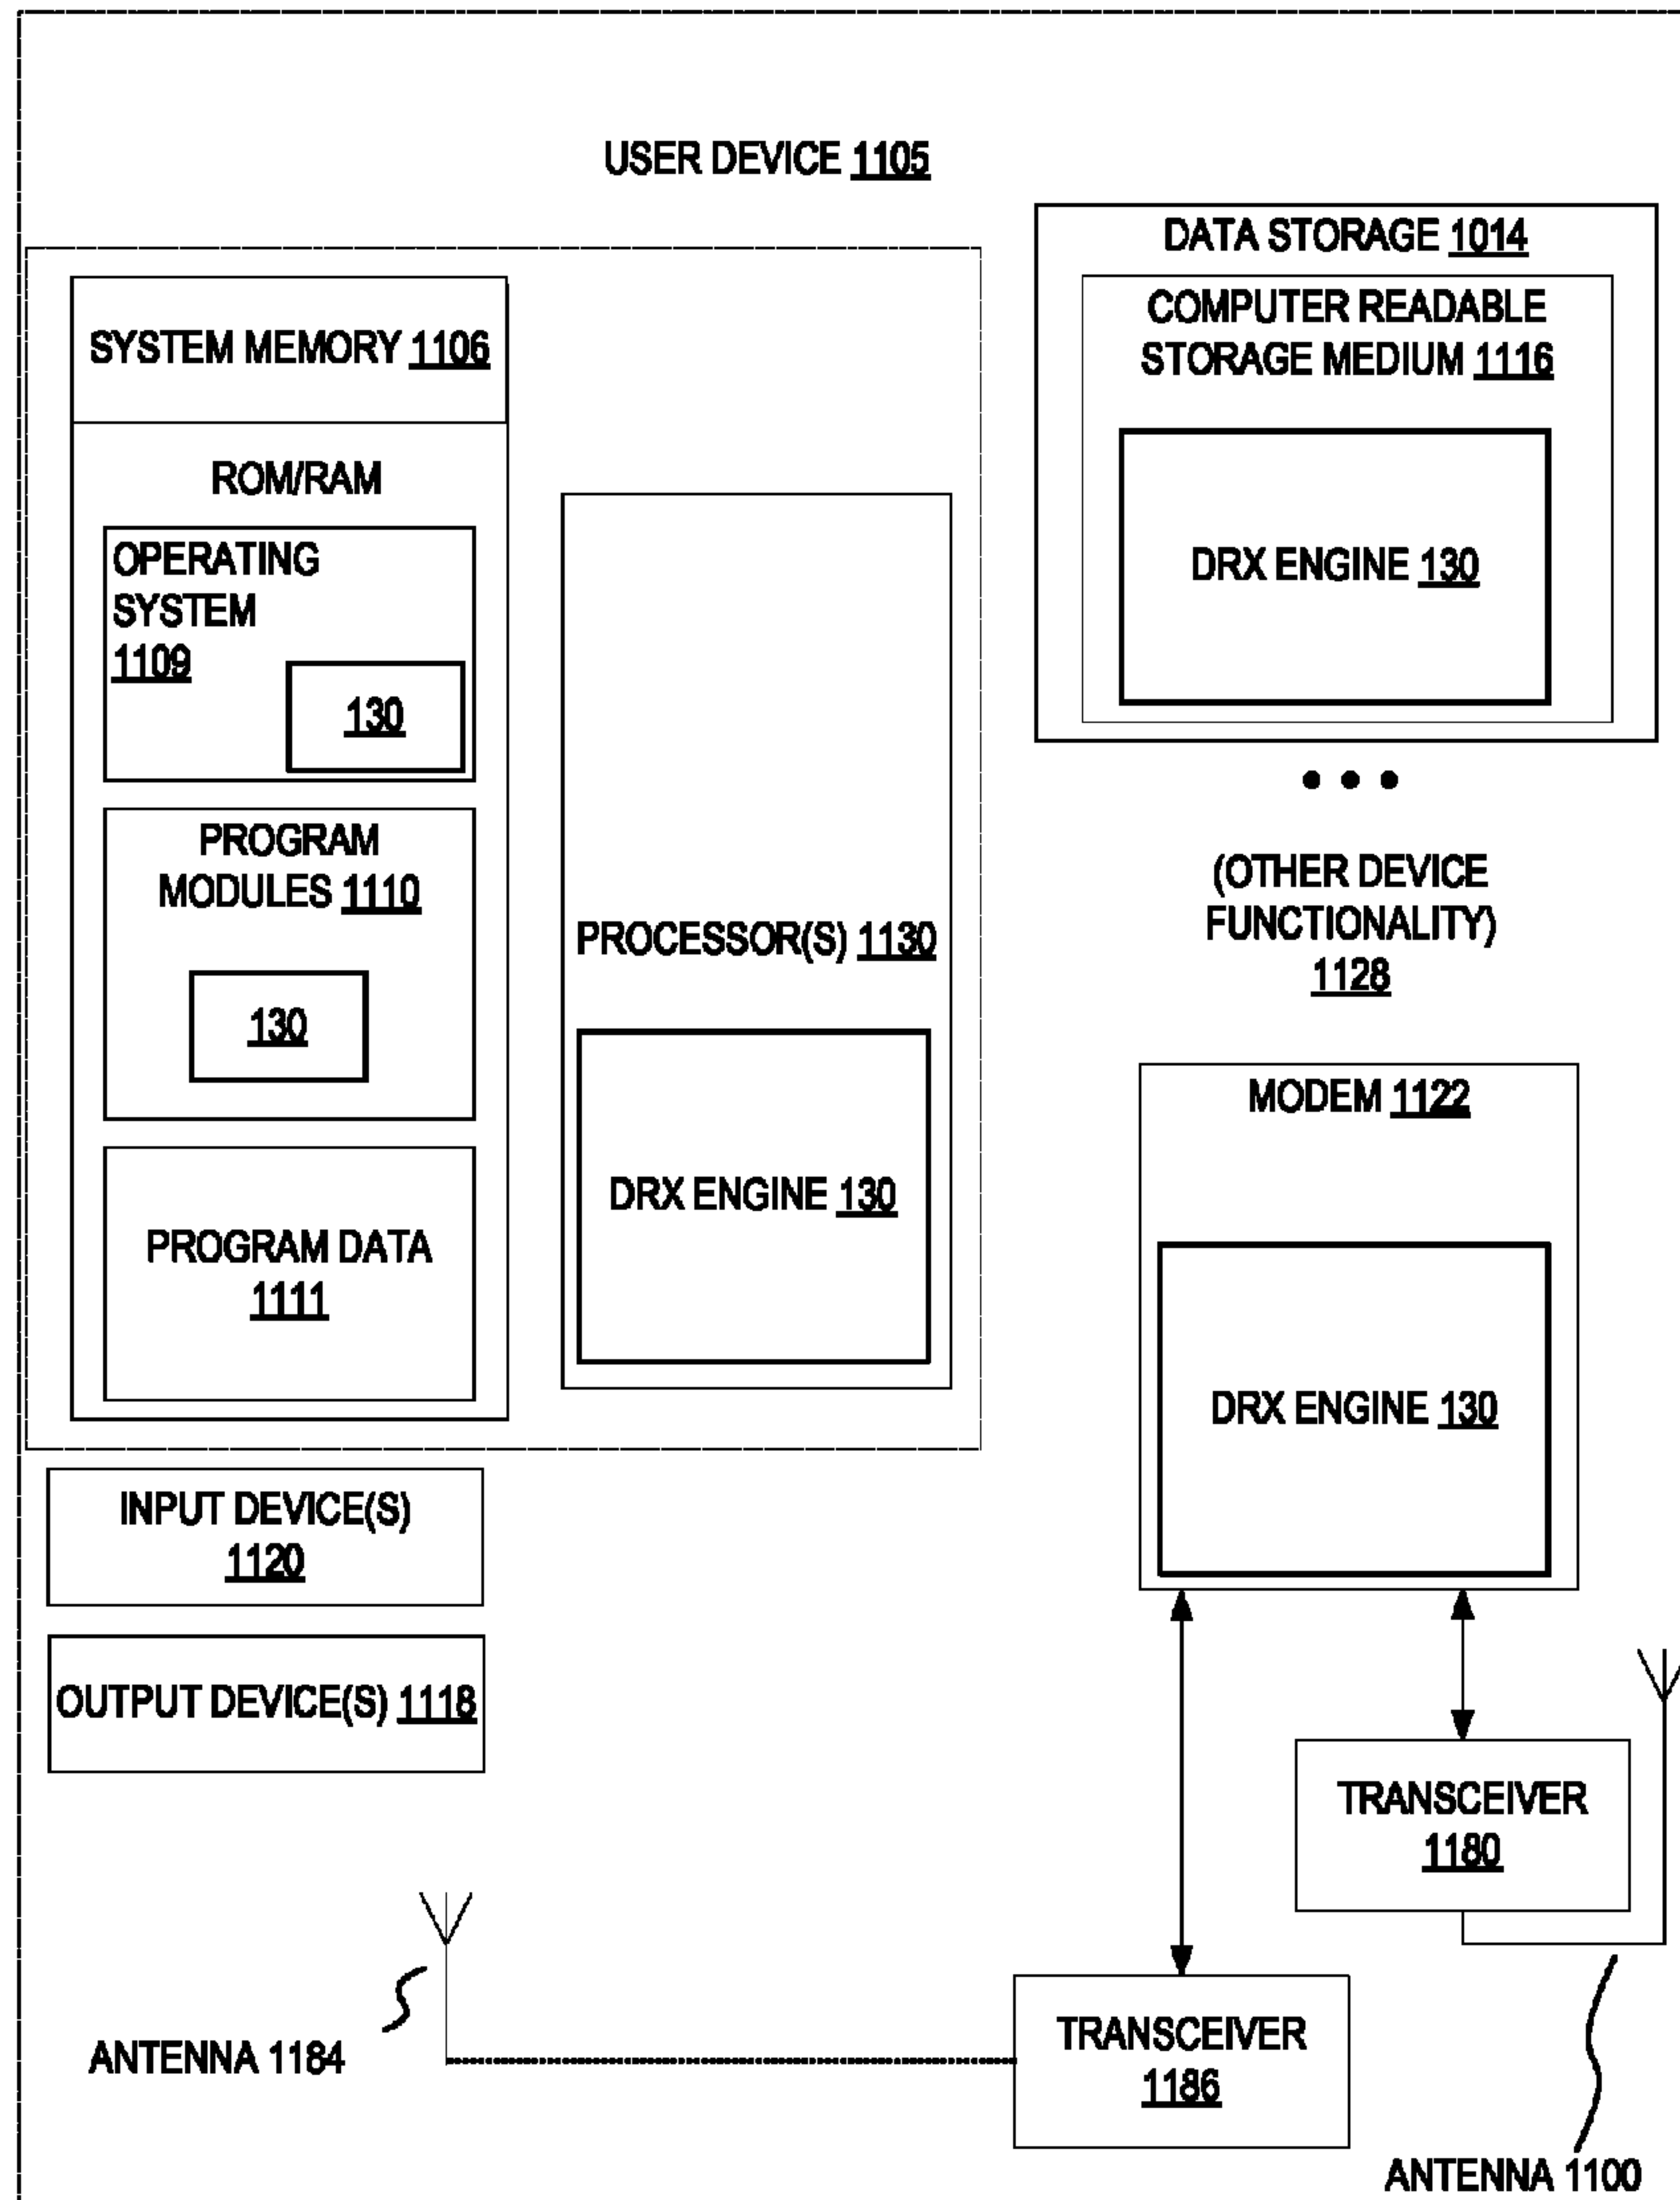 USER DEVICE 1105
SYSTEM MEMORY 1106
ROM/RAM
OPERATING
SYSTEM
1109
130
PROGRAM
MODULES 1110
130
PROGRAM DATA
1111
PROCESSOR(S) 1130
DRX ENGINE 130
DATA STORAGE 1014
COMPUTER READABLE
STORAGE MEDIUM 1116
DRX ENGINE 130
(OTHER DEVICE
FUNCTIONALITY)
1128
MODEM 1122
DRX ENGINE 130
INPUT DEVICE(S)
1120
OUTPUT DEVICE(S) 1118
TRANSCEIVER
1180
ANTENNA 1184
TRANSCEIVER
1186
ANTENNA 1100